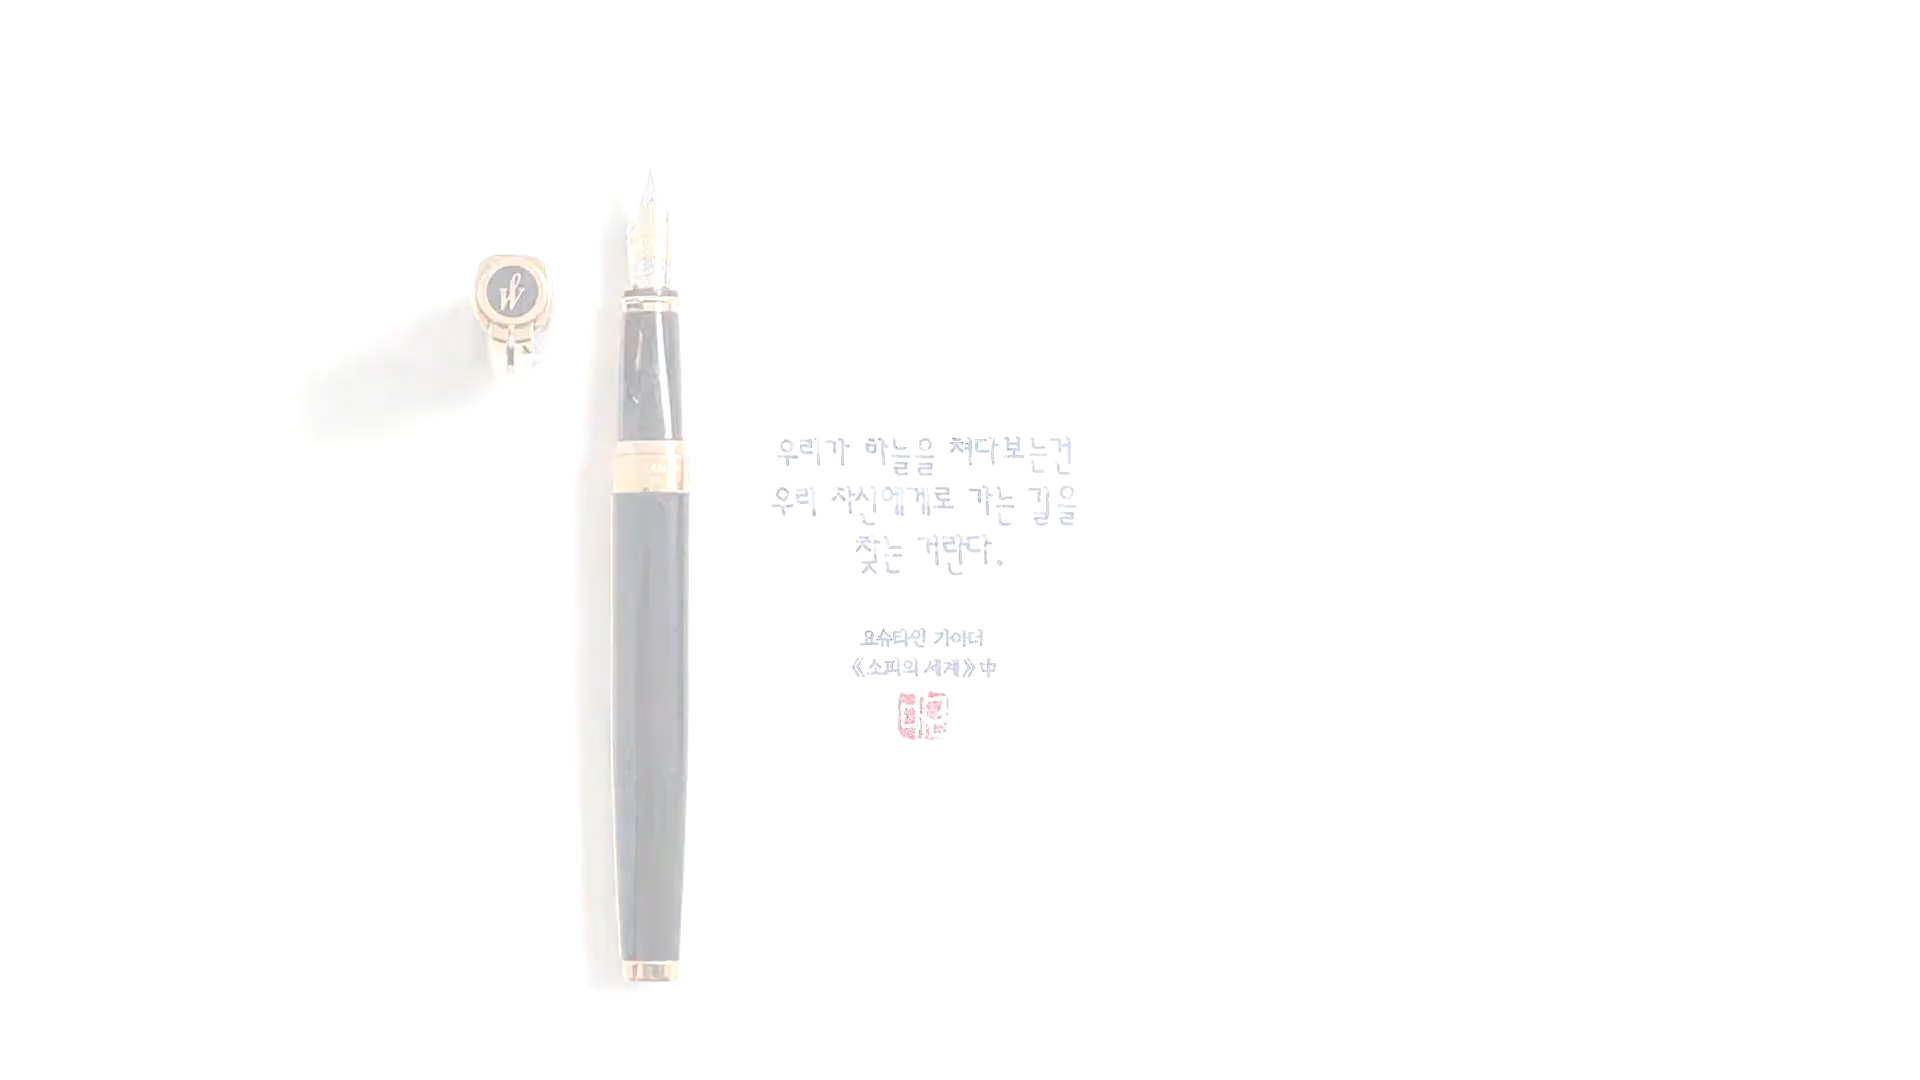 우리가 하늘을 쳐다보는건
우리 자신에게로 가는 길을
찾는 거란다.
요슈타인 가아더
《소피의 세계》中
W